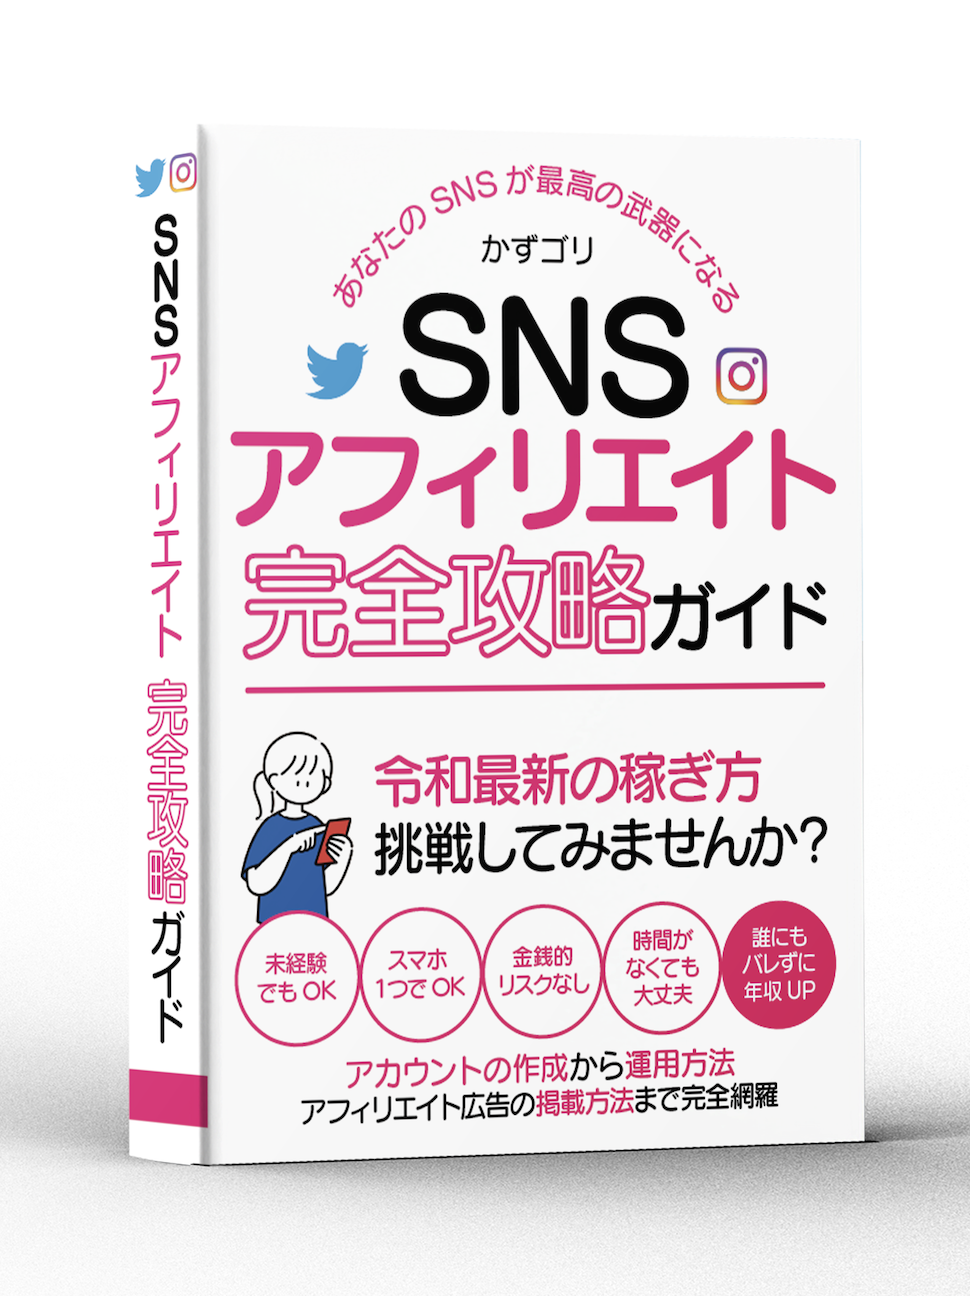 SNSアフィリエイト 完全攻略ガイド
あなたのSNSが最高の武器になる
かずゴリ
SNS
アフィリエイト
完全攻略ガイド
令和最新の稼ぎ方
挑戦してみませんか?
未経験
でもOK
スマホ
1つでOK
金銭的
リスクなし
時間が
なくても
大丈夫
誰にも
バレずに
年収UP
アカウントの作成から運用方法
アフィリエイト広告の掲載方法まで完全網羅